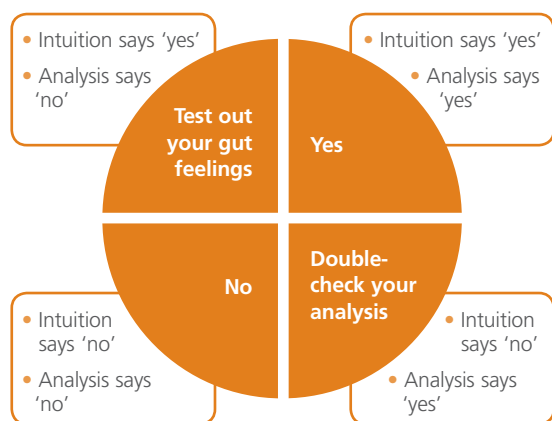 • Intuition says ‘yes’
• Analysis says
‘no’
• Intuition says ‘yes’
• Analysis says
‘yes’
Test out
your gut
feelings
Yes
No
Double-
check your
analysis
• Intuition
says ‘no’
• Analysis says
‘no’
• Intuition
says ‘no’
• Analysis says
‘yes’